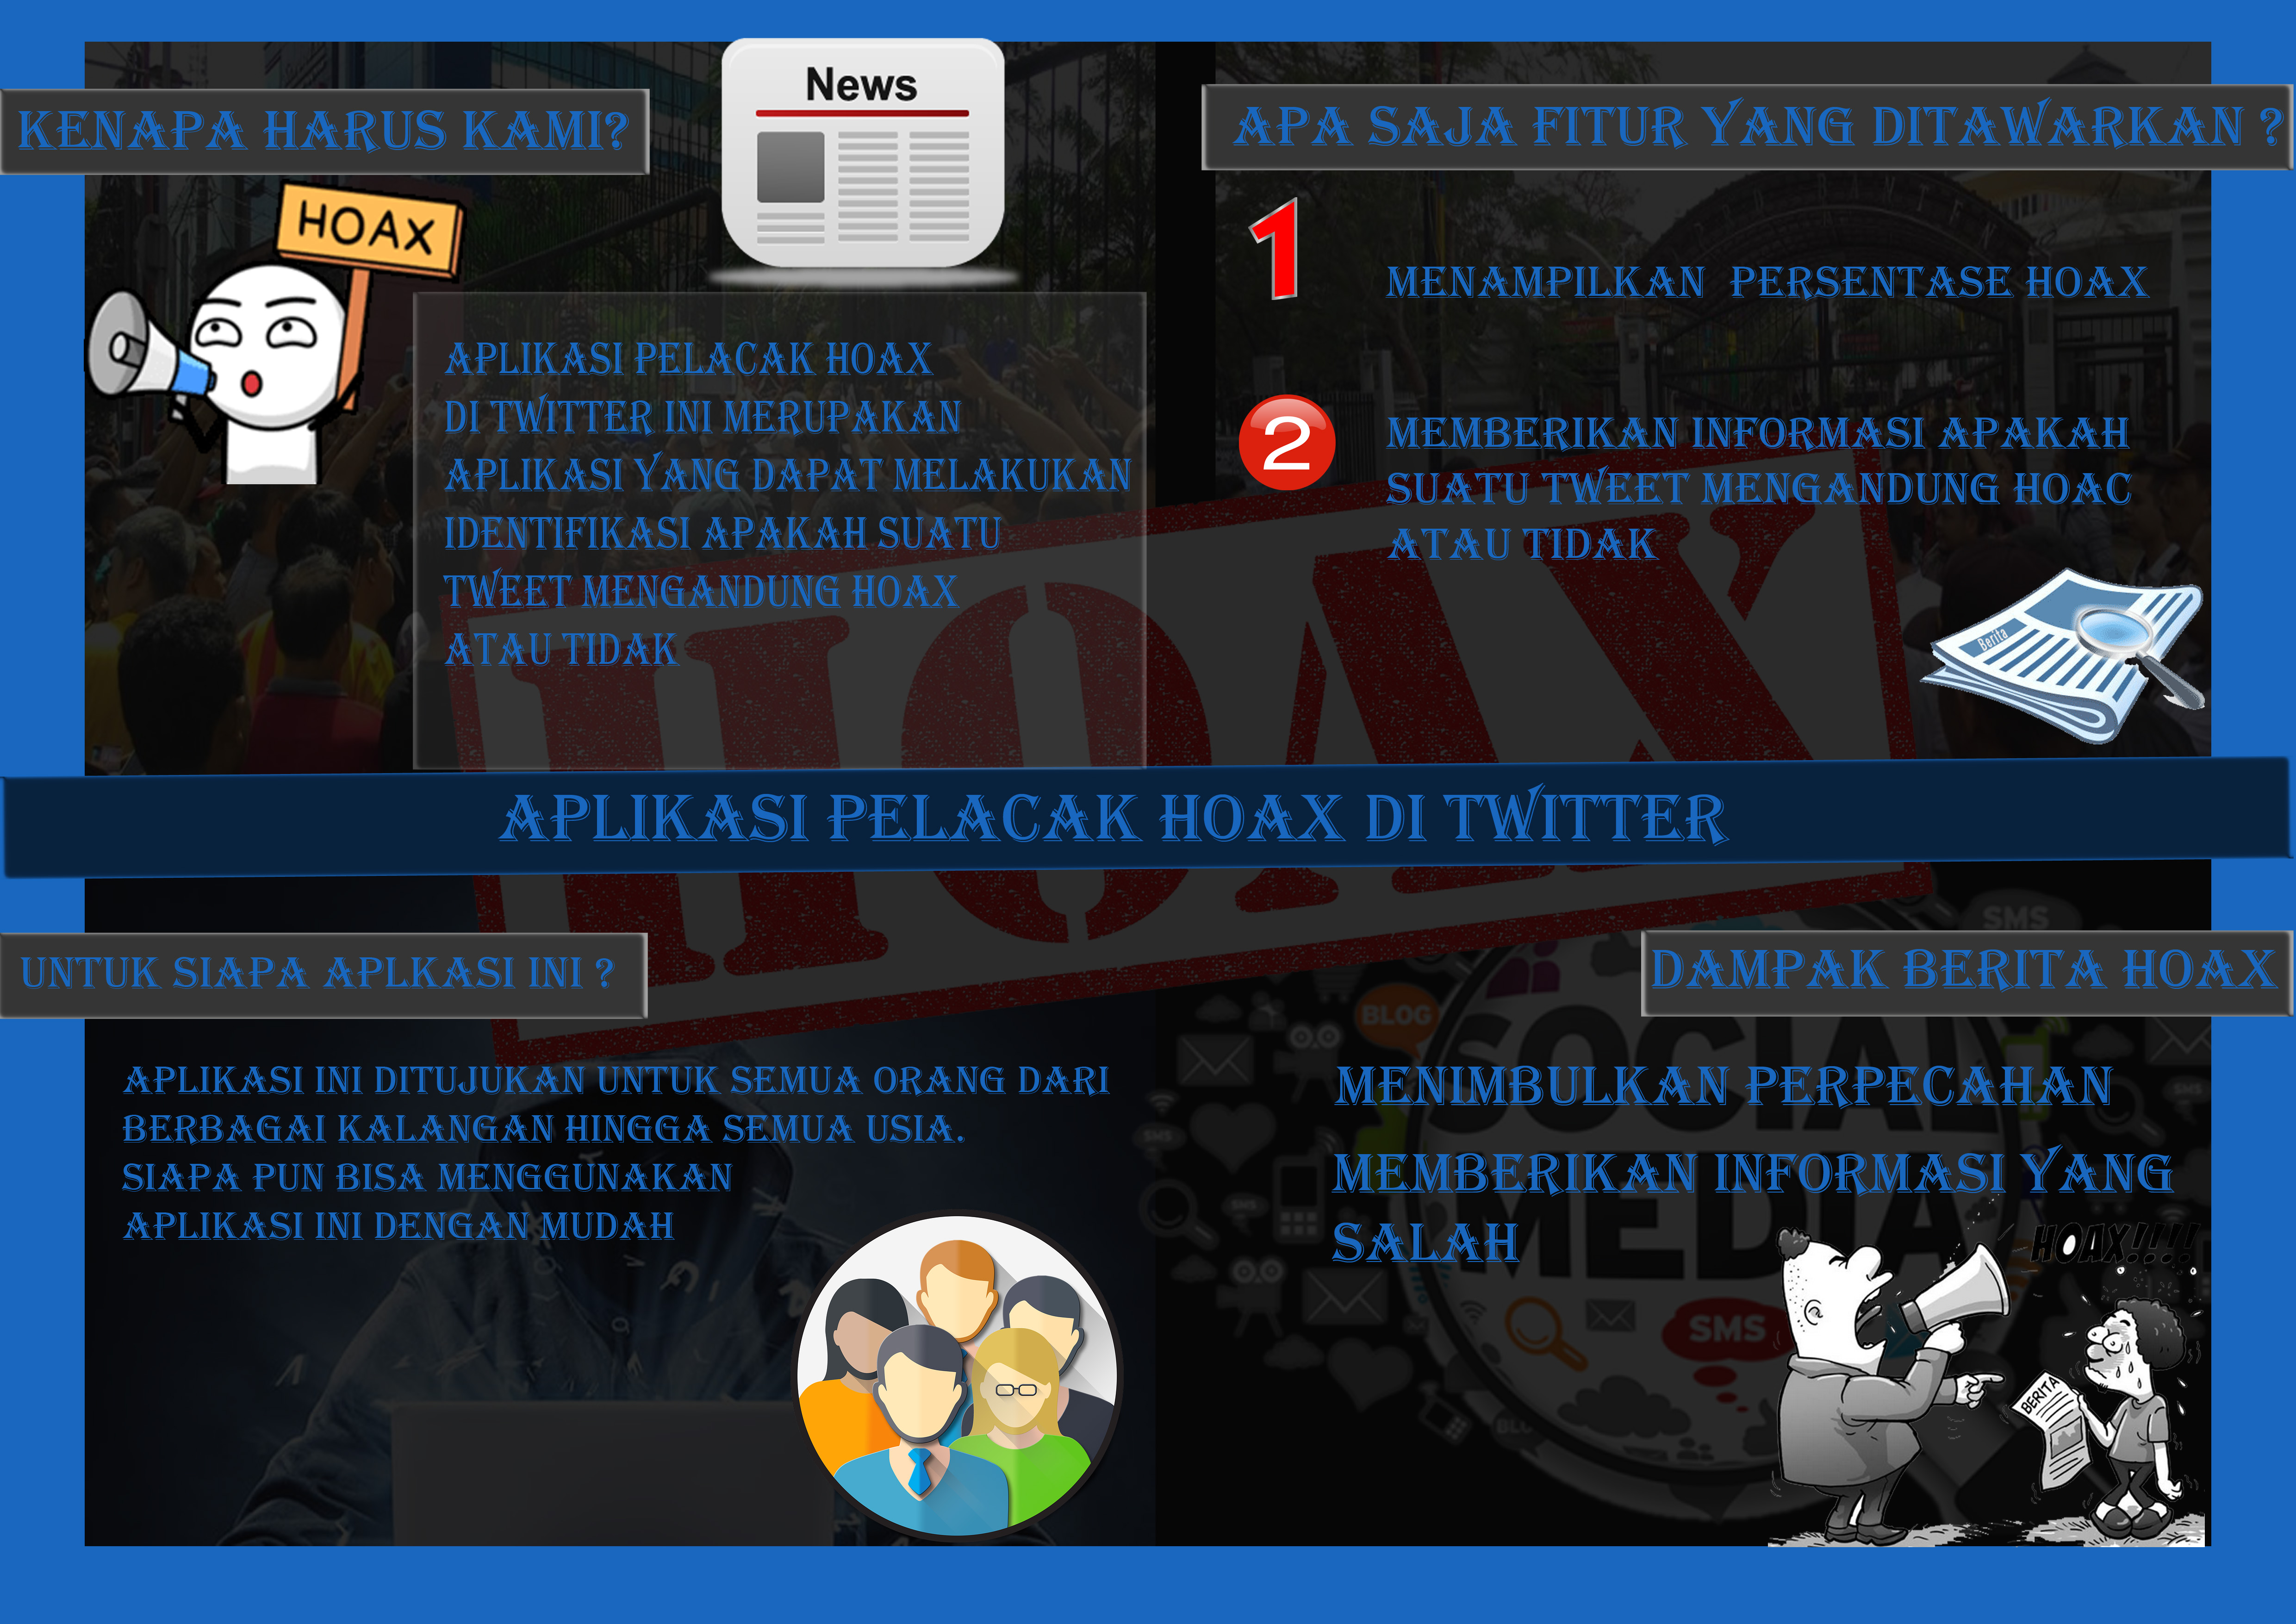 KENAPA HARUS KAMI?
HOAX
News
APLIKASI PELACAK HOAX
DI TWITTER INI MERUPAKAN
APLIKASI YANG DAPAT MELAKUKAN
IDENTIFIKASI APAKAH SUATU
TWEET MENGANDUNG HOAX
ATAU TIDAK
APA SAJA FITUR YANG DITAWARKAN ?
1
MENAMPILKAN PERSENTASE HOAX
2
MEMBERIKAN INFORMASI APAKAH
SUATU TWEET MENGANDUNG HOAC
ATAU TIDAK
Berita
HOAX
APLIKASI PELACAK HOAX DI TWITTER
UNTUK SIAPA APLKASI INI ?
APLIKASI INI DITUJUKAN UNTUK SEMUA ORANG DARI
BERBAGAI KALANGAN HINGGA SEMUA USIA.
SIAPA PUN BISA MENGGUNAKAN
APLIKASI INI DENGAN MUDAH
DAMPAK BERITA HOAX
MENIMBULKAN PERPECAHAN
MEMBERIKAN INFORMASI YANG
SALAH
SMS
BLOG
SOCIAL
MEDIA
SMS
SMS
SMS
SMS
HOAX!!!!
BERITA